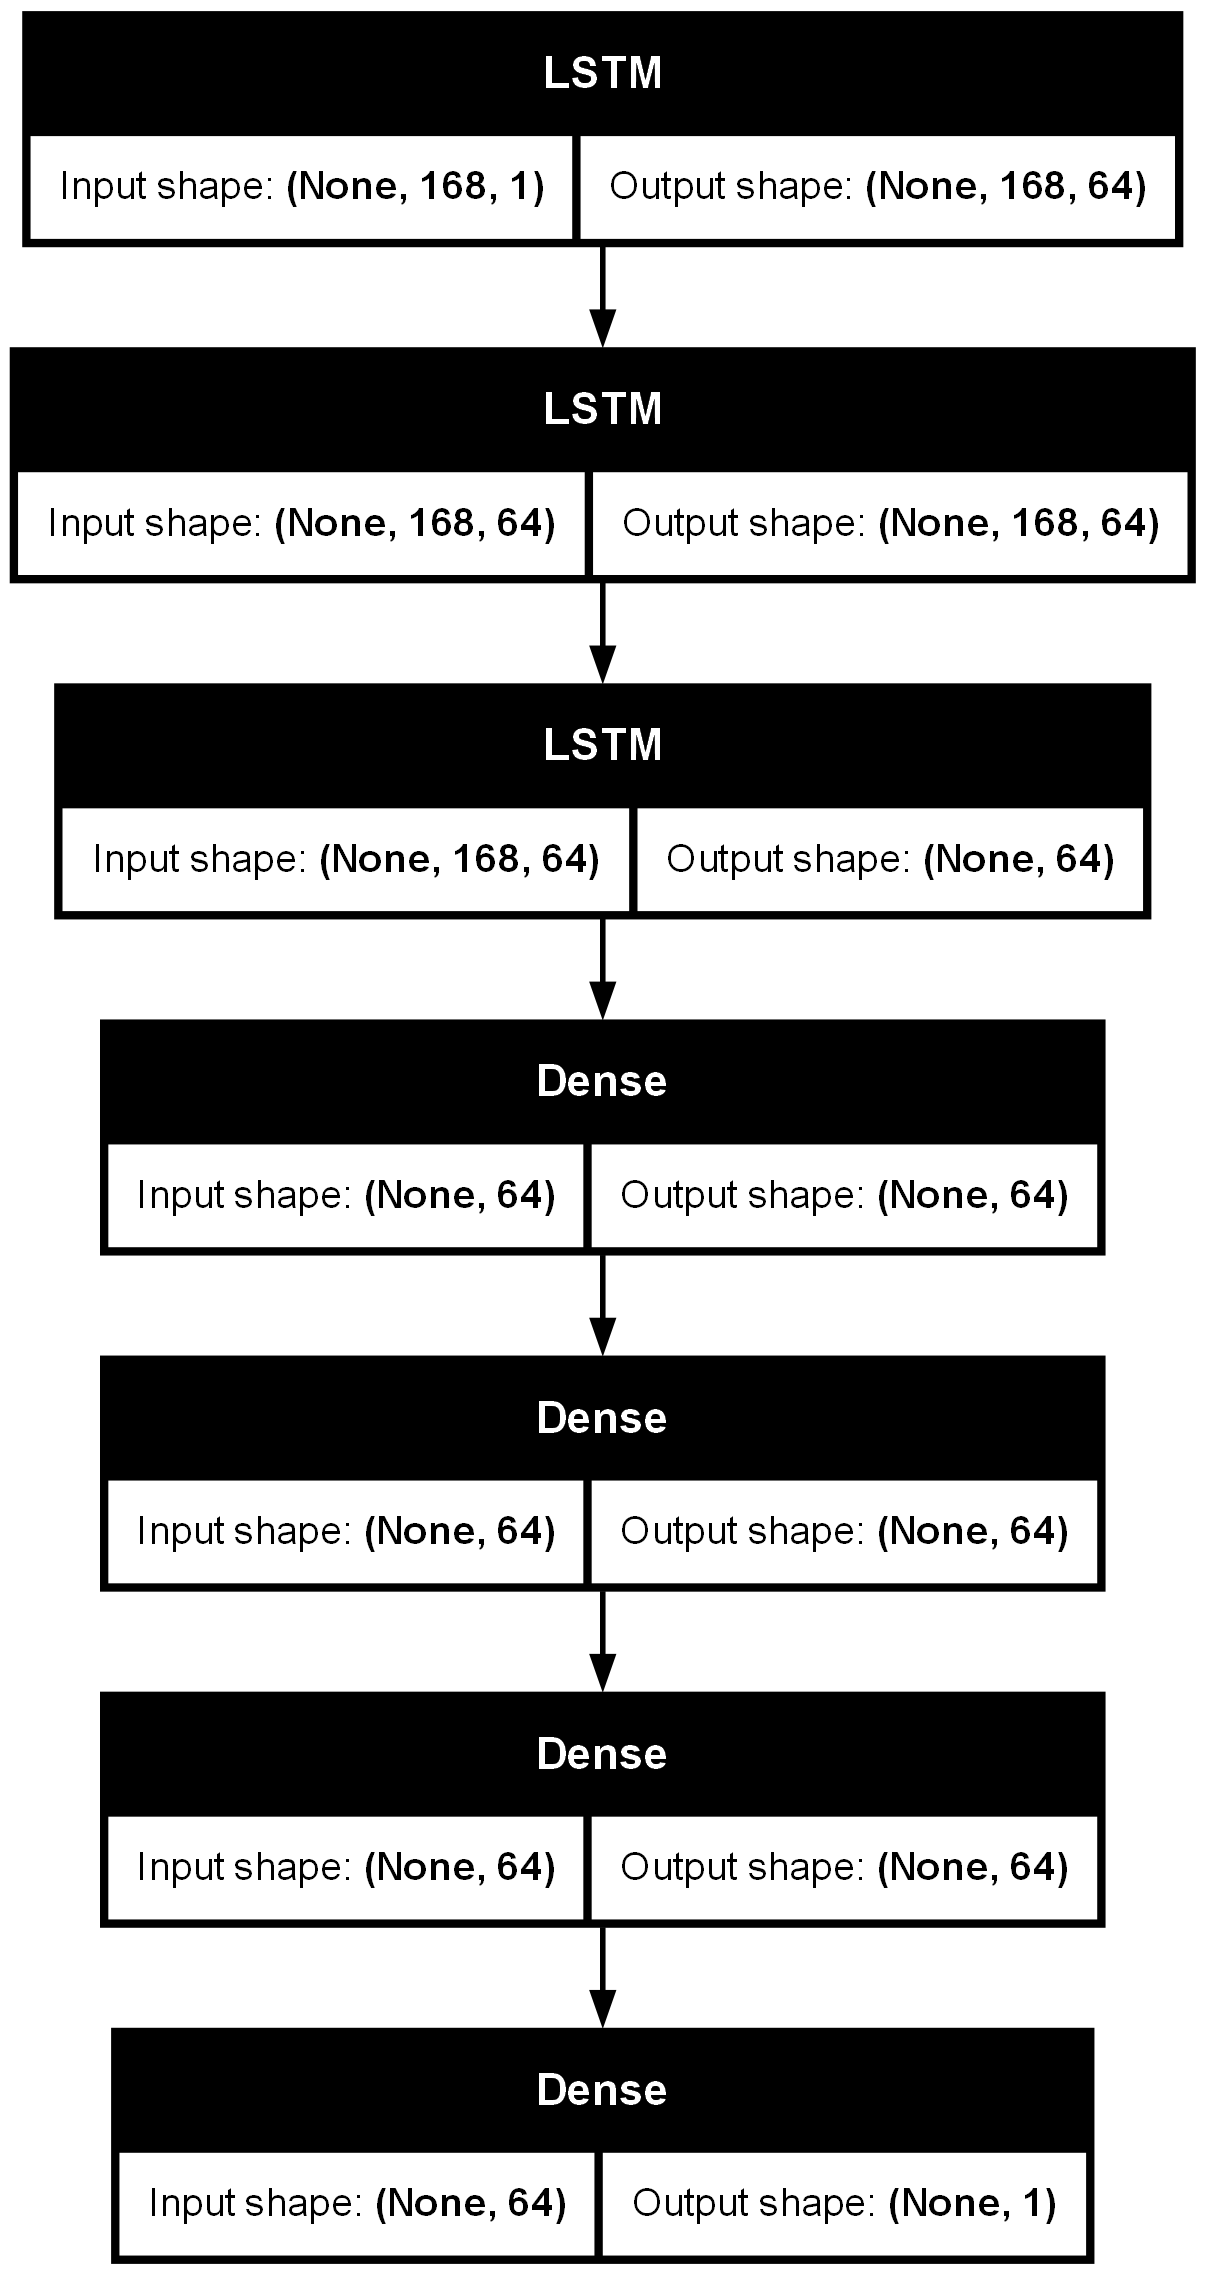 LSTM
Input shape: (None, 168, 1) Output shape: (None, 168, 64)
LSTM
Input shape: (None, 168, 64) Output shape: (None, 168, 64)
LSTM
Input shape: (None, 168, 64) Output shape: (None, 64)
Dense
Input shape: (None, 64) Output shape: (None, 64)
Dense
Input shape: (None, 64) Output shape: (None, 64)
Dense
Input shape: (None, 64) Output shape: (None, 64)
Dense
Input shape: (None, 64) Output shape: (None, 1)